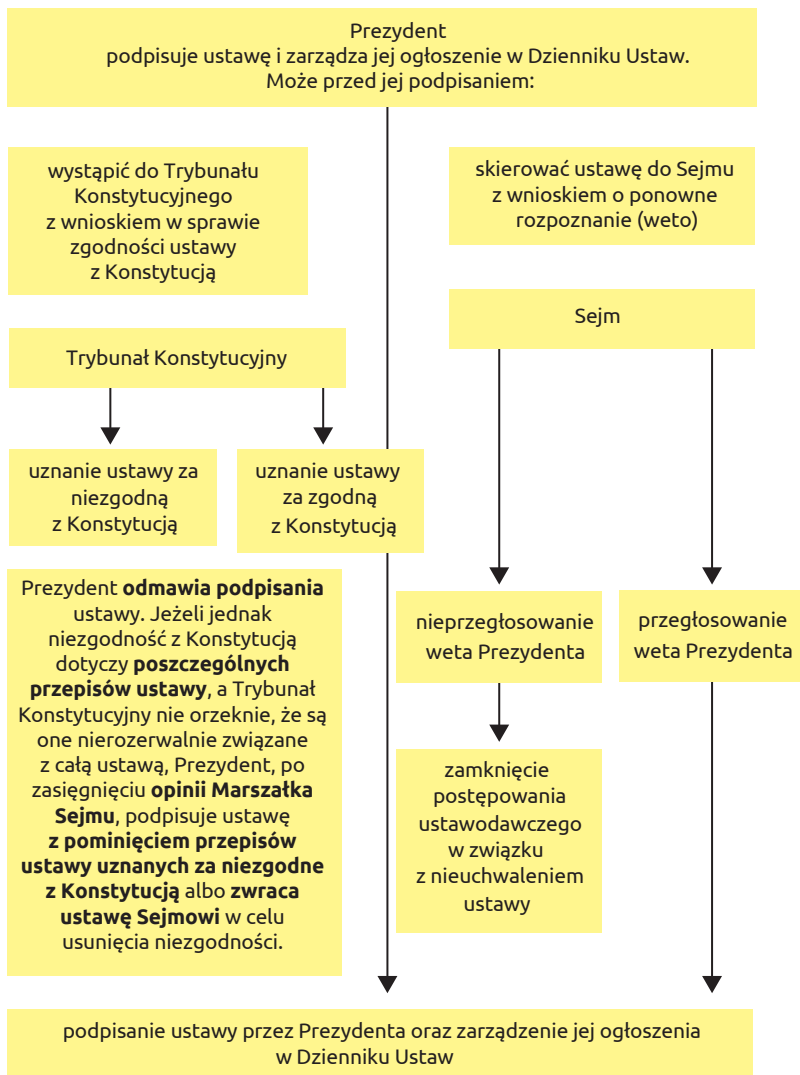 Prezydent
podpisuje ustawę i zarządza jej ogłoszenie w Dzienniku Ustaw.
Może przed jej podpisaniem:
wystąpić do Trybunału
Konstytucyjnego
z wnioskiem w sprawie
zgodności ustawy
z Konstytucją
skierować ustawę do Sejmu
z wnioskiem o ponowne
rozpoznanie (weto)
Sejm
Trybunał Konstytucyjny
uznanie ustawy za
niezgodną
z Konstytucją
uznanie ustawy
za zgodną
z Konstytucją
Prezydent odmawia podpisania
ustawy. Jeżeli jednak
niezgodność z Konstytucją
dotyczy poszczególnych
przepisów ustawy, a Trybunał
Konstytucyjny nie orzeknie, że są
one nierozerwalnie związane
z całą ustawą, Prezydent, po
zasięgnięciu opinii Marszałka
Sejmu, podpisuje ustawę
z pominięciem przepisów
ustawy uznanych za niezgodne
z Konstytucją albo zwraca
ustawę Sejmowi w celu
usunięcia niezgodności.
nieprzegłosowanie
weta Prezydenta
przegłosowanie
weta Prezydenta
zamknięcie
postępowania
ustawodawczego
w związku
z nieuchwaleniem
ustawy
podpisanie ustawy przez Prezydenta oraz zarządzenie jej ogłoszenia
w Dzienniku Ustaw